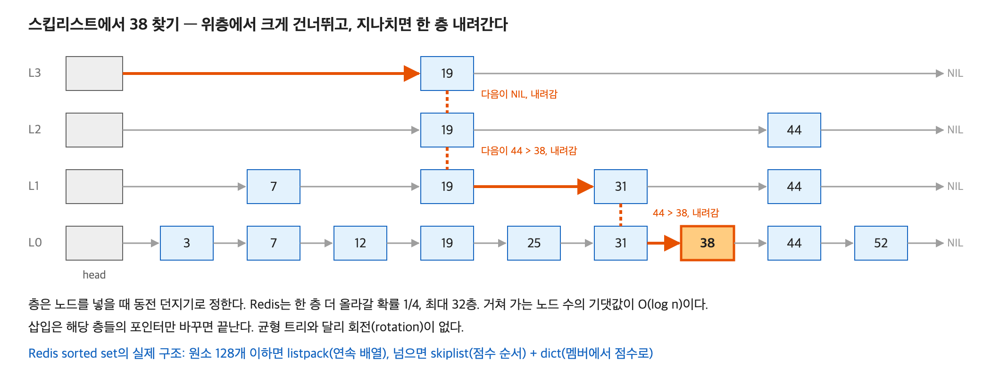 스킵리스트에서 38 찾기 — 위층에서 크게 건너뛰고, 지나치면 한 층 내려간다
L3 19 NIL
다음이 NIL, 내려감
L2 19 44 NIL
다음이 44 > 38, 내려감
L1 7 19 31 44 NIL
44 > 38, 내려감
L0 3 7 12 19 25 31 38 44 52 NIL
head
층은 노드를 넣을 때 동전 던지기로 정한다. Redis는 한 층 더 올라갈 확률 1/4, 최대 32층. 거쳐 가는 노드 수의 기댓값이 O(log n)이다.
삽입은 해당 층들의 포인터만 바꾸면 끝난다. 균형 트리와 달리 회전(rotation)이 없다.
Redis sorted set의 실제 구조: 원소 128개 이하면 listpack(연속 배열), 넘으면 skiplist(점수 순서) + dict(멤버에서 점수로)